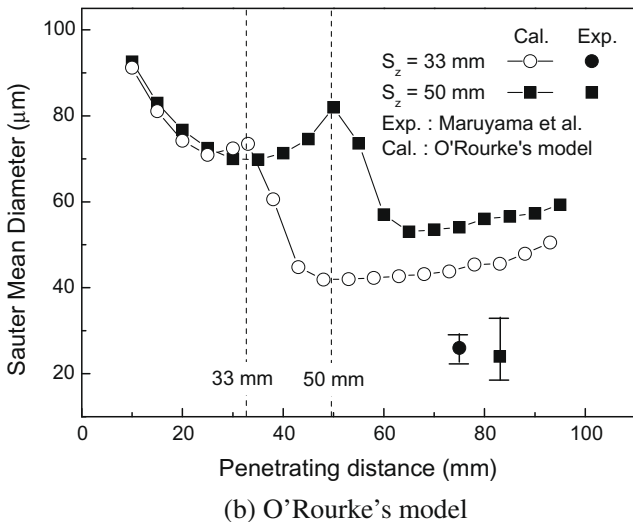 100
80
60
40
20
0
20
40
60
80
100
Sauter Mean Diameter (μm)
Penetrating distance (mm)
Cal. Exp.
S_z = 33 mm
S_z = 50 mm
Exp. : Maruyama et al.
Cal. : O'Rourke's model
33 mm
50 mm
(b) O'Rourke's model